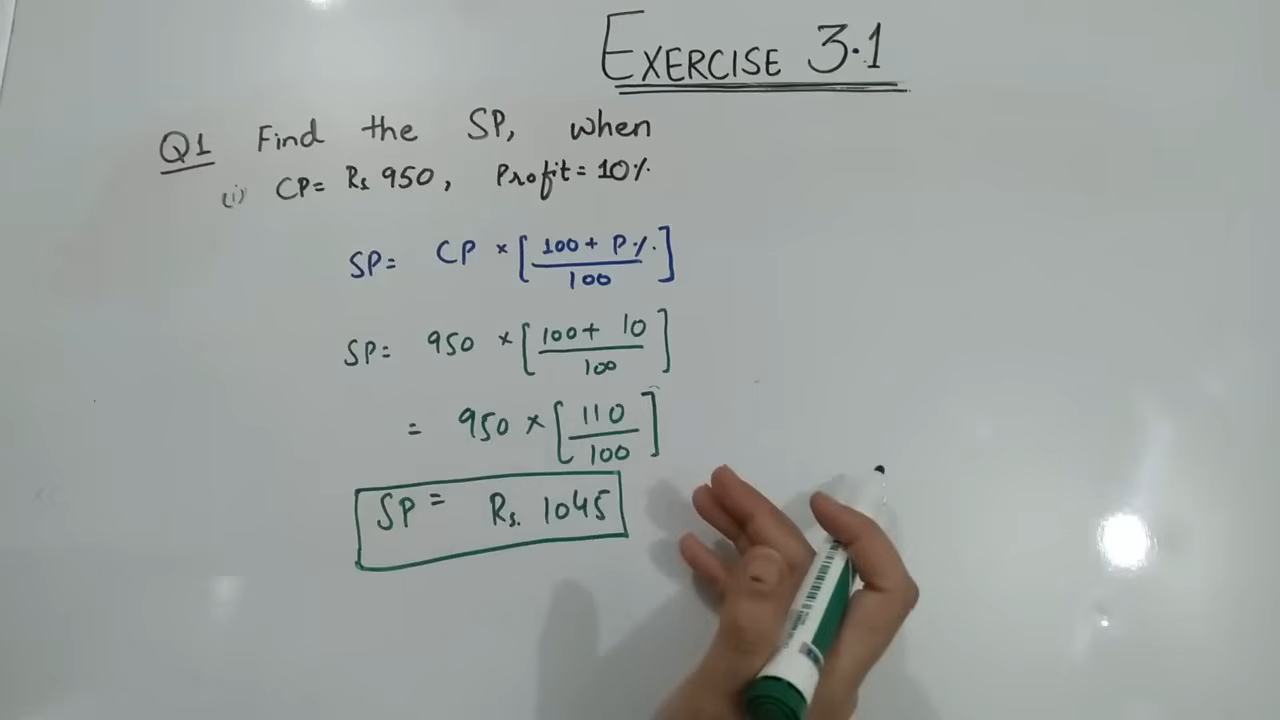 EXERCISE 3.1
Q1 Find the SP, when
(i) CP= Rs 950, Profit= 10%
SP= CP × [100 + P%/100]
SP= 950 × [100+ 10/100]
= 950 × [110/100]
SP = Rs. 1045